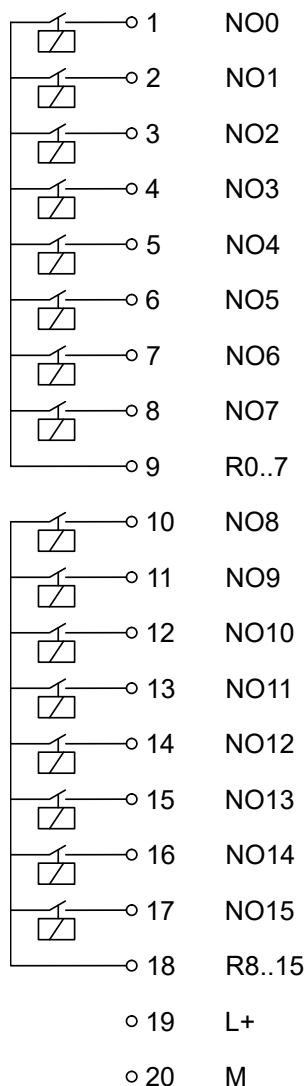 1 NO0
2 NO1
3 NO2
4 NO3
5 NO4
6 NO5
7 NO6
8 NO7
9 R0..7
10 NO8
11 NO9
12 NO10
13 NO11
14 NO12
15 NO13
16 NO14
17 NO15
18 R8..15
19 L+
20 M